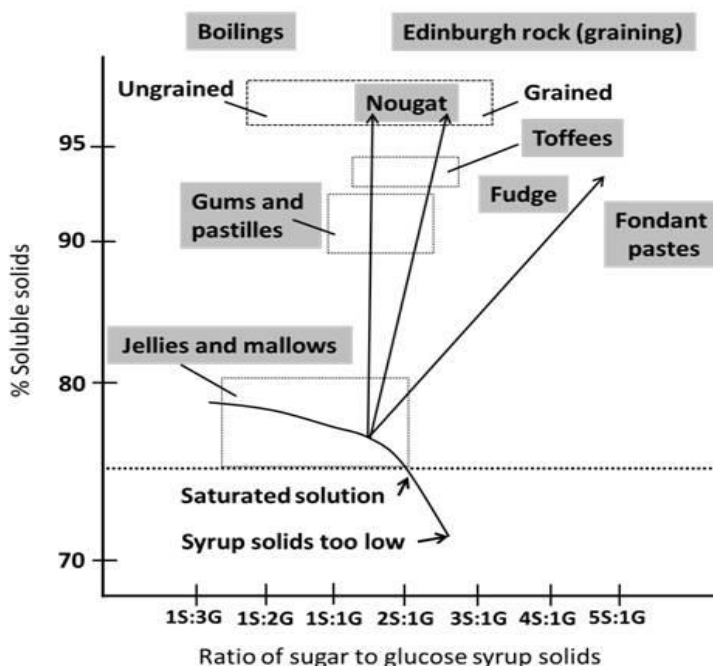 Boilings
Edinburgh rock (graining)
Ungrained
Nougat
Grained
95
Toffees
Gums and
pastilles
Fudge
90
Fondant
pastes
% Soluble solids
Jellies and mallows
80
Saturated solution
Syrup solids too low
70
1S:3G
1S:2G
1S:1G
2S:1G
3S:1G
4S:1G
5S:1G
Ratio of sugar to glucose syrup solids